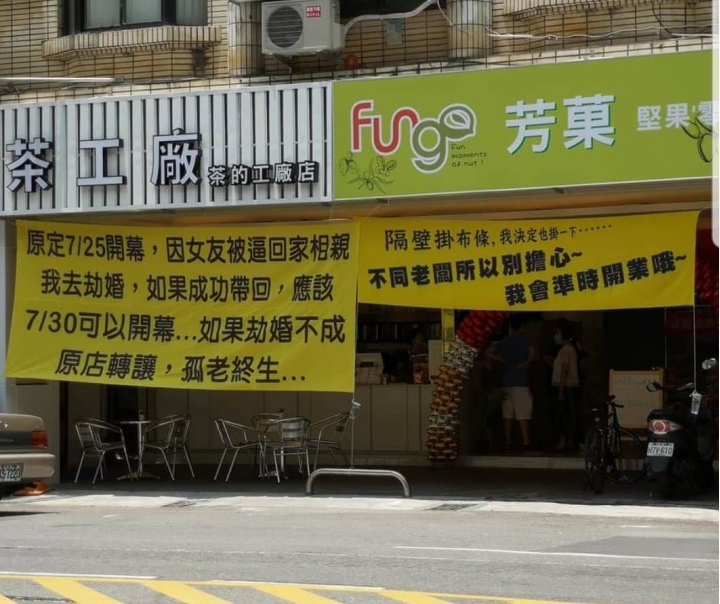 茶工廠
茶的工廠店
funga
Fun
Moments
of nut !
芳菓
堅果
原定7/25開幕，因女友被逼回家相親
我去劫婚，如果成功帶回，應該
7/30可以開幕...如果劫婚不成
原店轉讓，孤老終生...
隔壁掛布條,我決定也掛一下······
不同老闆所以別擔心~
我會準時開業哦~